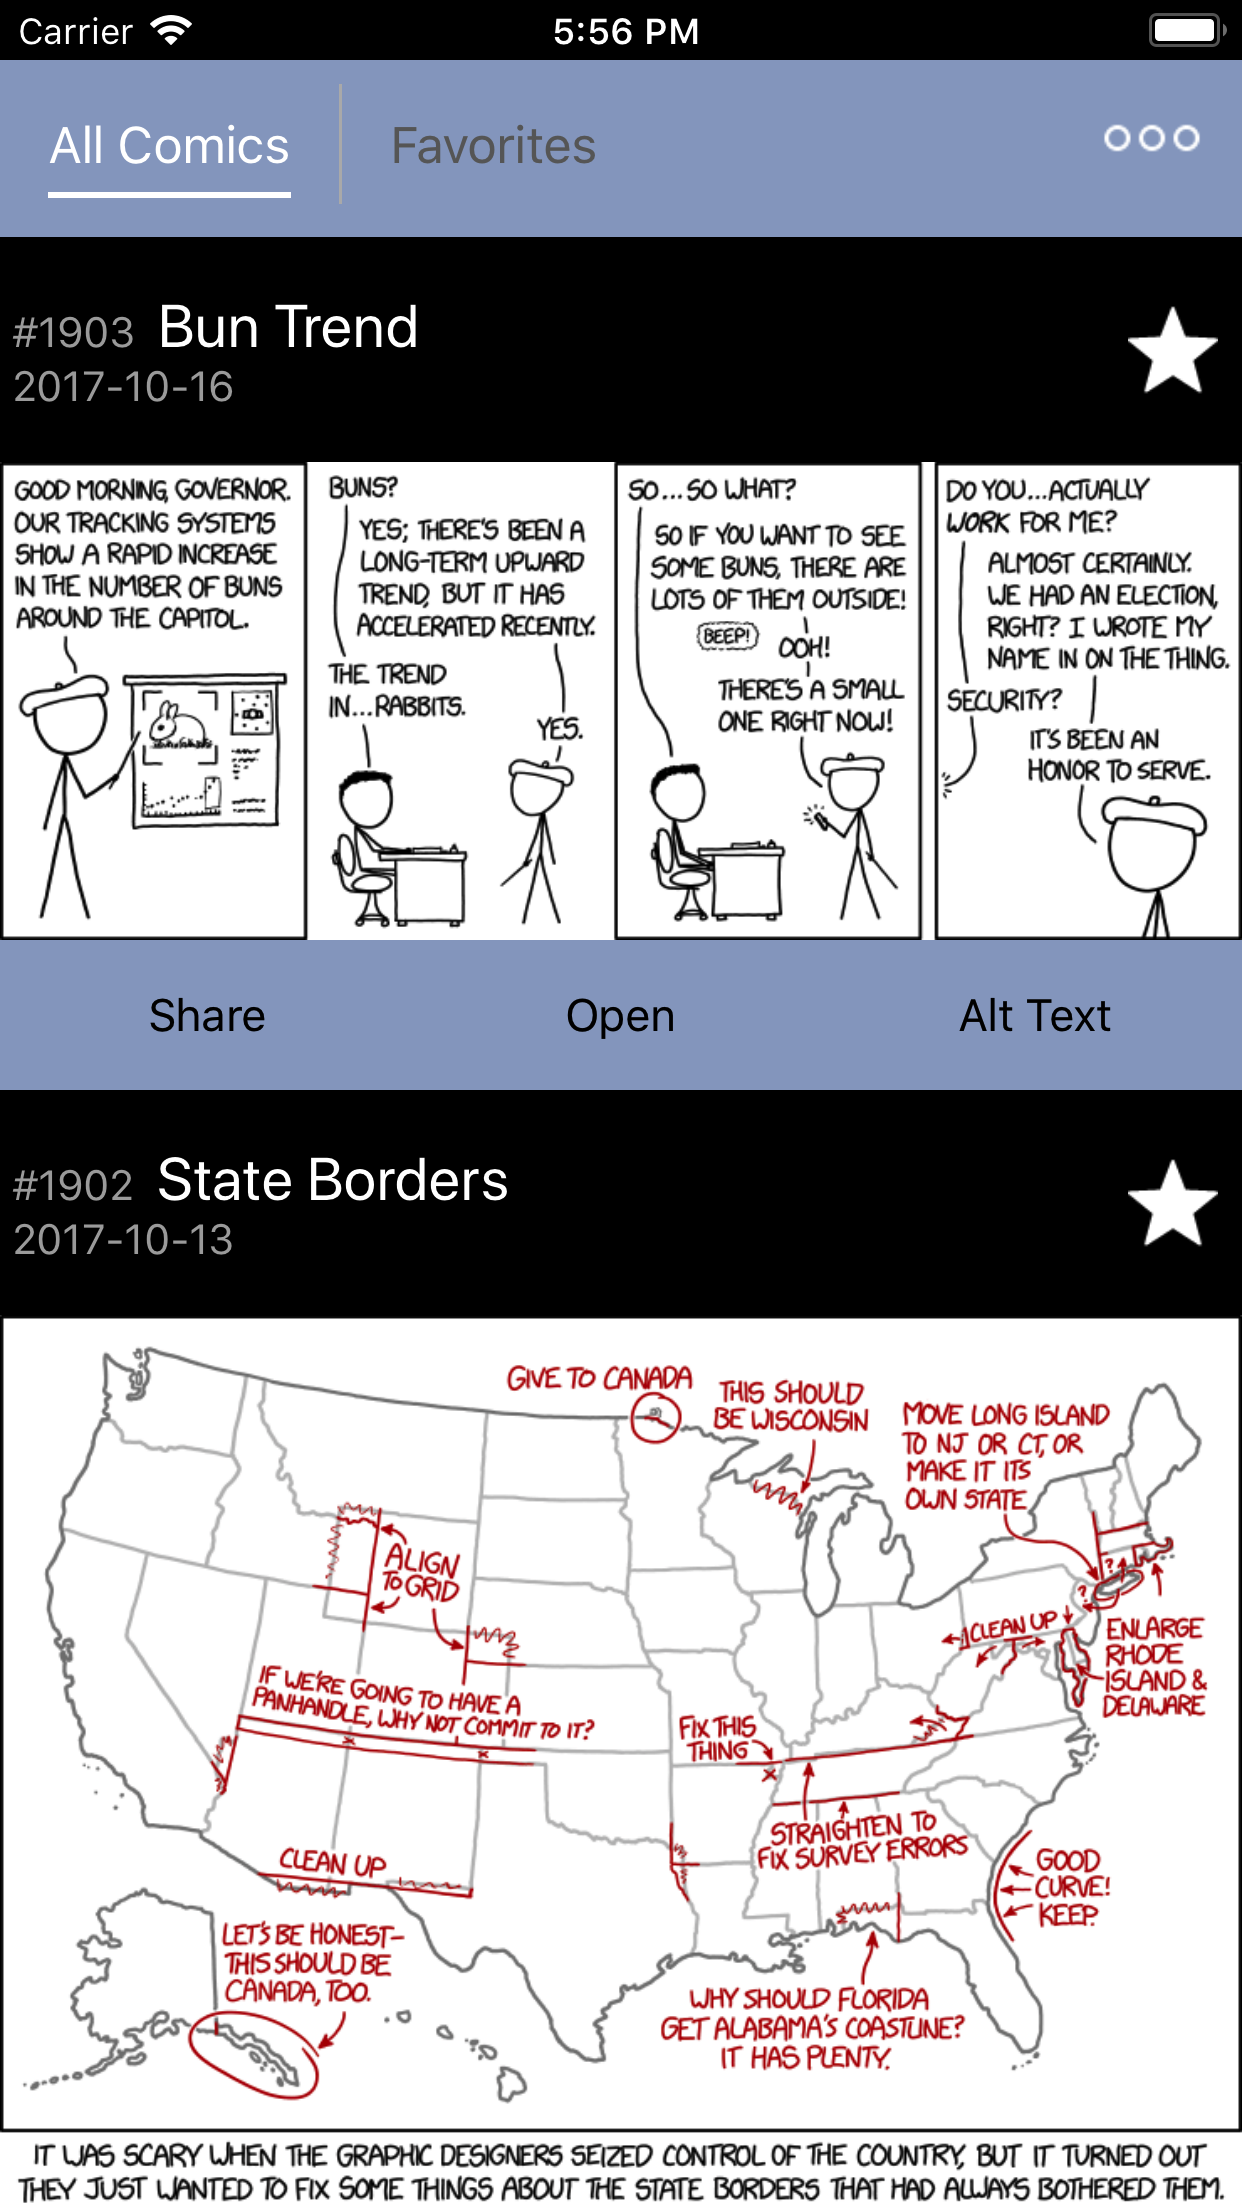 Carrier 5:56 PM
All Comics Favorites
#1903 Bun Trend
2017-10-16
GOOD MORNING, GOVERNOR.
OUR TRACKING SYSTEMS
SHOW A RAPID INCREASE
IN THE NUMBER OF BUNS
AROUND THE CAPITOL.
BUNS?
YES; THERE'S BEEN A
LONG-TERM UPWARD
TREND, BUT IT HAS
ACCELERATED RECENTLY.
THE TREND
IN...RABBITS.
YES.
SO...SO WHAT?
SO IF YOU WANT TO SEE
SOME BUNS, THERE ARE
LOTS OF THEM OUTSIDE!
BEEP!
OOH!
THERE'S A SMALL
ONE RIGHT NOW!
DO YOU...ACTUALLY
WORK FOR ME?
ALMOST CERTAINLY.
WE HAD AN ELECTION,
RIGHT? I WROTE MY
NAME IN ON THE THING.
SECURITY?
IT'S BEEN AN
HONOR TO SERVE.
Share Open Alt Text
#1902 State Borders
2017-10-13
GIVE TO CANADA
THIS SHOULD
BE WISCONSIN
MOVE LONG ISLAND
TO NJ OR CT, OR
MAKE IT ITS
OWN STATE
ALIGN
TO GRID
?
?
CLEAN UP
ENLARGE
RHODE
ISLAND &
DELAWARE
IF WE'RE GOING TO HAVE A
PANHANDLE, WHY NOT COMMIT TO IT?
FIX THIS
THING
STRAIGHTEN TO
FIX SURVEY ERRORS
CLEAN UP
GOOD
CURVE!
KEEP.
LET'S BE HONEST—
THIS SHOULD BE
CANADA, TOO.
WHY SHOULD FLORIDA
GET ALABAMA'S COASTLINE?
IT HAS PLENTY.
IT WAS SCARY WHEN THE GRAPHIC DESIGNERS SEIZED CONTROL OF THE COUNTRY, BUT IT TURNED OUT
THEY JUST WANTED TO FIX SOME THINGS ABOUT THE STATE BORDERS THAT HAD ALWAYS BOTHERED THEM.